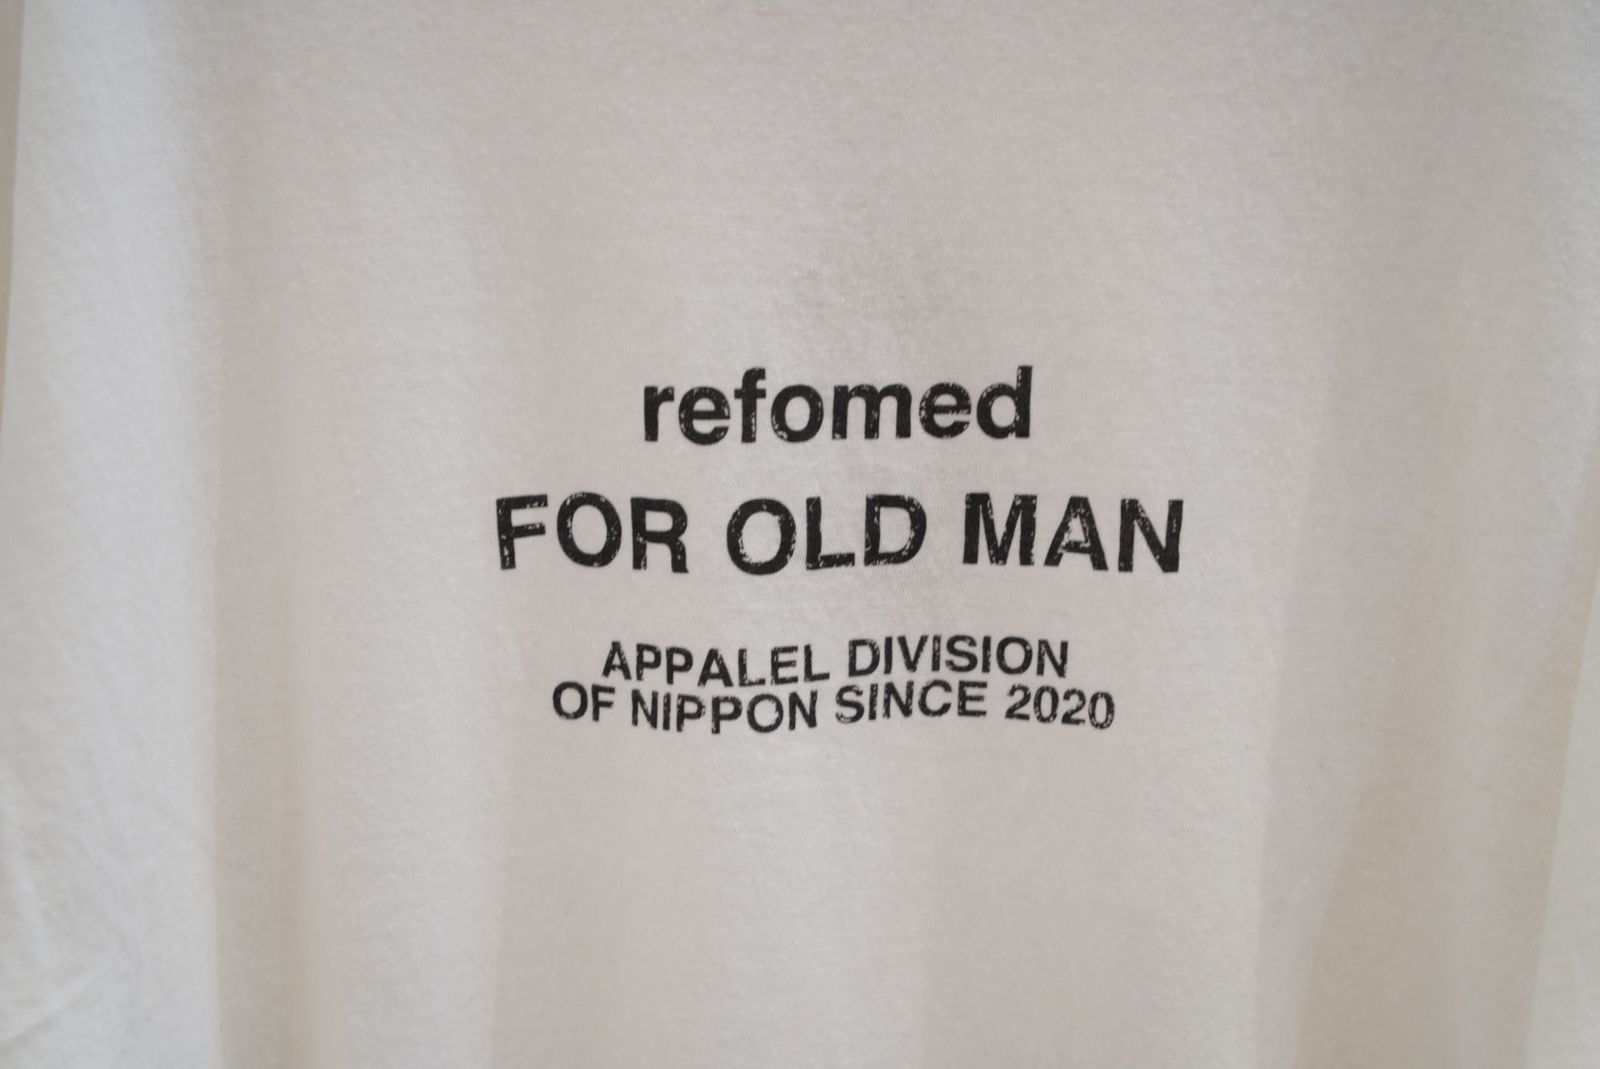 refomed
FOR OLD MAN
APPALEL DIVISION
OF NIPPON SINCE 2020